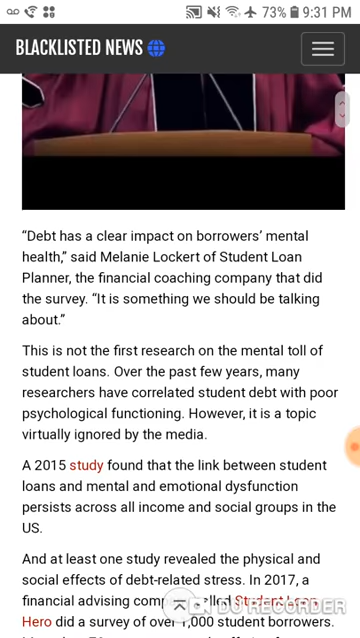 73% 9:31 PM
BLACKLISTED NEWS
“Debt has a clear impact on borrowers’ mental
health,” said Melanie Lockert of Student Loan
Planner, the financial coaching company that did
the survey. “It is something we should be talking
about.”
This is not the first research on the mental toll of
student loans. Over the past few years, many
researchers have correlated student debt with poor
psychological functioning. However, it is a topic
virtually ignored by the media.
A 2015 study found that the link between student
loans and mental and emotional dysfunction
persists across all income and social groups in the
US.
DU RECORDER
And at least one study revealed the physical and
social effects of debt-related stress. In 2017, a
financial advising called Student Loan
Hero did a survey of over 1,000 student borrowers.